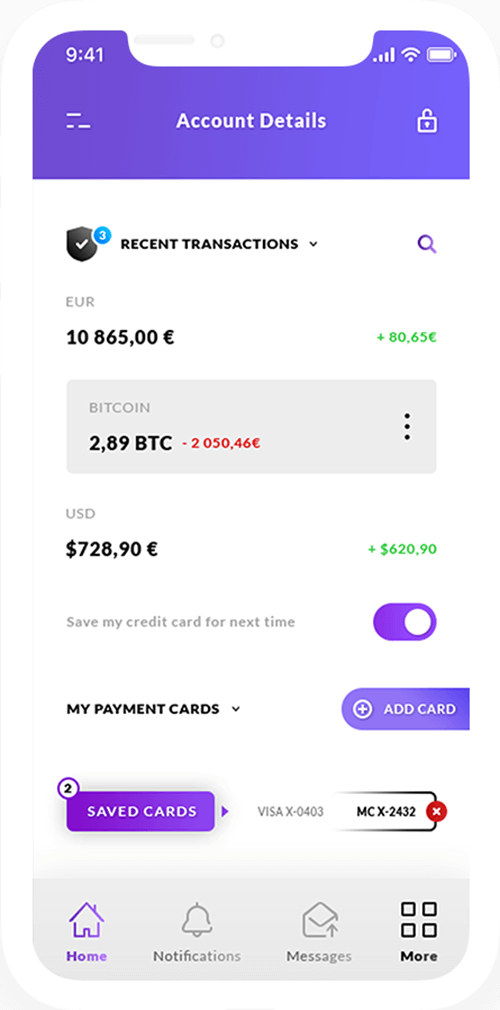 9:41
Account Details
3
RECENT TRANSACTIONS
EUR
10 865,00 € + 80,65€
BITCOIN
2,89 BTC - 2 050,46€
USD
$728,90 € + $620,90
Save my credit card for next time
MY PAYMENT CARDS ADD CARD
2
SAVED CARDS VISA X-0403 MC X-2432
Home Notifications Messages More